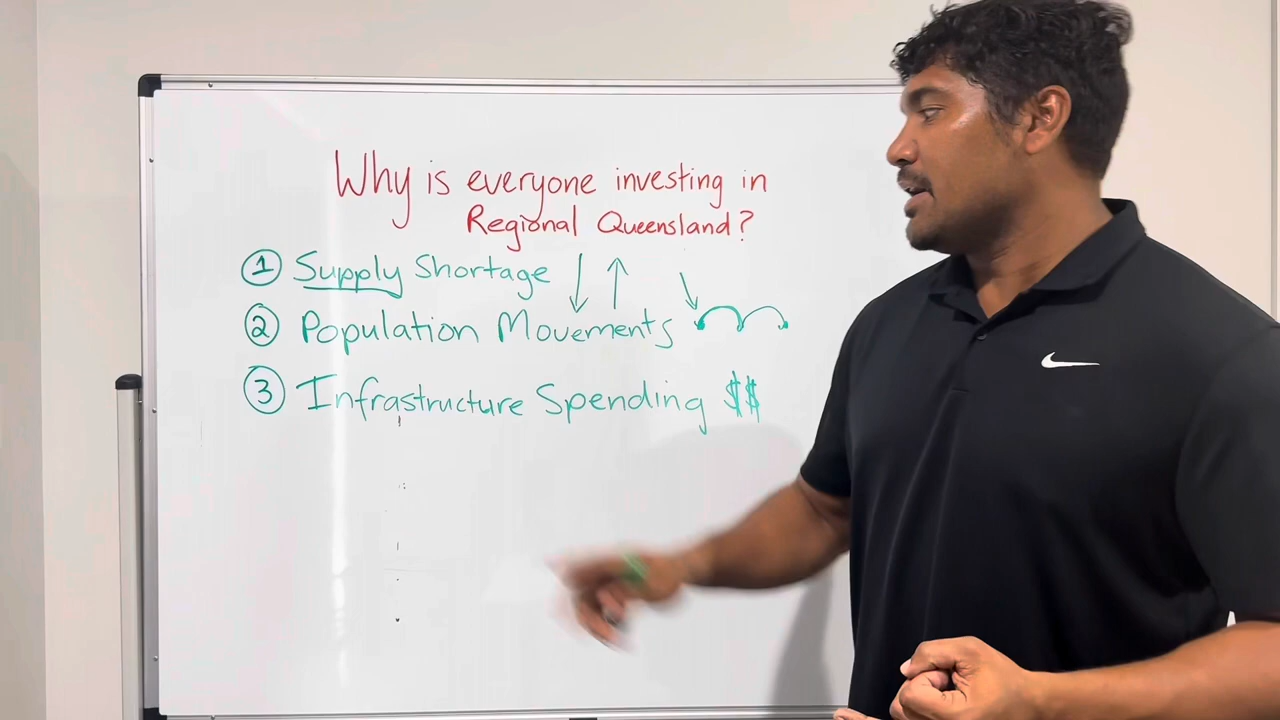 Why is everyone investing in
Regional Queensland?
① Supply Shortage ↓ ↑
② Population Movements
③ Infrastructure Spending $$